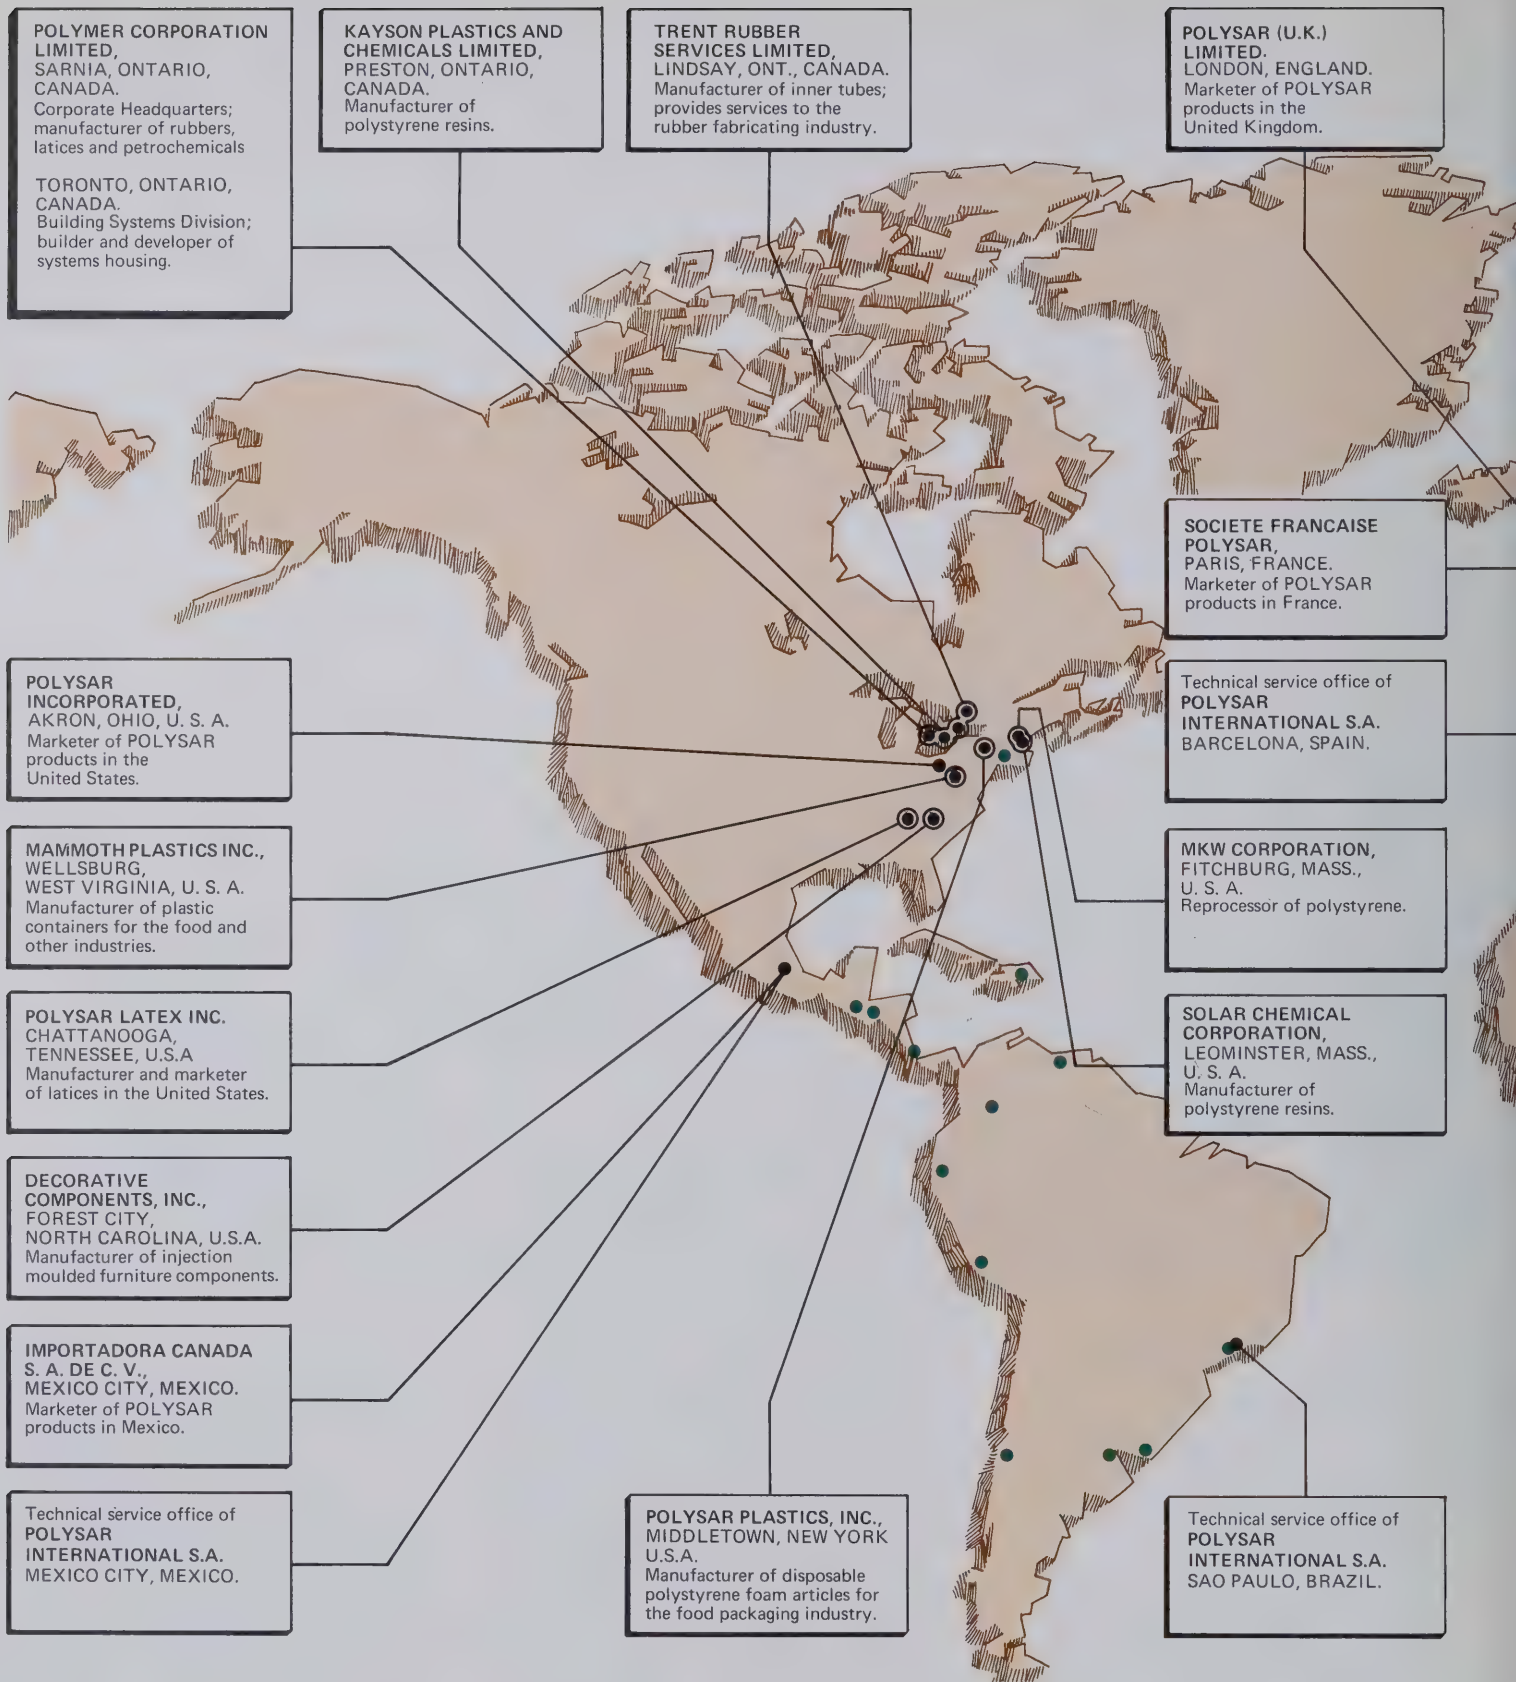 POLYMER CORPORATION
LIMITED,
SARNIA, ONTARIO,
CANADA.
Corporate Headquarters;
manufacturer of rubbers,
latices and petrochemicals
TORONTO, ONTARIO,
CANADA.
Building Systems Division;
builder and developer of
systems housing.
KAYSON PLASTICS AND
CHEMICALS LIMITED,
PRESTON, ONTARIO,
CANADA.
Manufacturer of
polystyrene resins.
TRENT RUBBER
SERVICES LIMITED,
LINDSAY, ONT., CANADA.
Manufacturer of inner tubes;
provides services to the
rubber fabricating industry.
POLYSAR (U.K.)
LIMITED.
LONDON, ENGLAND.
Marketer of POLYSAR
products in the
United Kingdom.
SOCIETE FRANCAISE
POLYSAR,
PARIS, FRANCE.
Marketer of POLYSAR
products in France.
POLYSAR
INCORPORATED,
AKRON, OHIO, U. S. A.
Marketer of POLYSAR
products in the
United States.
Technical service office of
POLYSAR
INTERNATIONAL S.A.
BARCELONA, SPAIN.
MAMMOTH PLASTICS INC.,
WELLSBURG,
WEST VIRGINIA, U. S. A.
Manufacturer of plastic
containers for the food and
other industries.
MKW CORPORATION,
FITCHBURG, MASS.,
U. S. A.
Reprocessor of polystyrene.
POLYSAR LATEX INC.
CHATTANOOGA,
TENNESSEE, U.S.A
Manufacturer and marketer
of latices in the United States.
SOLAR CHEMICAL
CORPORATION,
LEOMINSTER, MASS.,
U. S. A.
Manufacturer of
polystyrene resins.
DECORATIVE
COMPONENTS, INC.,
FOREST CITY,
NORTH CAROLINA, U.S.A.
Manufacturer of injection
moulded furniture components.
IMPORTADORA CANADA
S. A. DE C. V.,
MEXICO CITY, MEXICO.
Marketer of POLYSAR
products in Mexico.
Technical service office of
POLYSAR
INTERNATIONAL S.A.
MEXICO CITY, MEXICO.
POLYSAR PLASTICS, INC.,
MIDDLETOWN, NEW YORK
U.S.A.
Manufacturer of disposable
polystyrene foam articles for
the food packaging industry.
Technical service office of
POLYSAR
INTERNATIONAL S.A.
SAO PAULO, BRAZIL.